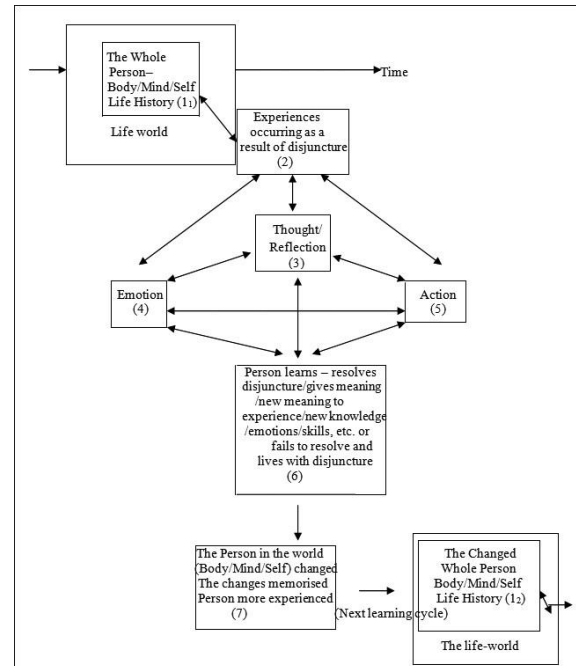 The Whole
Person–
Body/Mind/Self
Life History (1₁)
Life world
Time
Experiences
occurring as a
result of disjuncture
(2)
Thought/
Reflection
(3)
Emotion
(4)
Action
(5)
Person learns – resolves
disjuncture/gives meaning
/new meaning to
experience/new knowledge
/emotions/skills, etc. or
fails to resolve and
lives with disjuncture
(6)
The Person in the world
(Body/Mind/Self) changed
The changes memorised
Person more experienced
(7)
(Next learning cycle)
The Changed
Whole Person
Body/Mind/Self
Life History (1₂)
The life-world